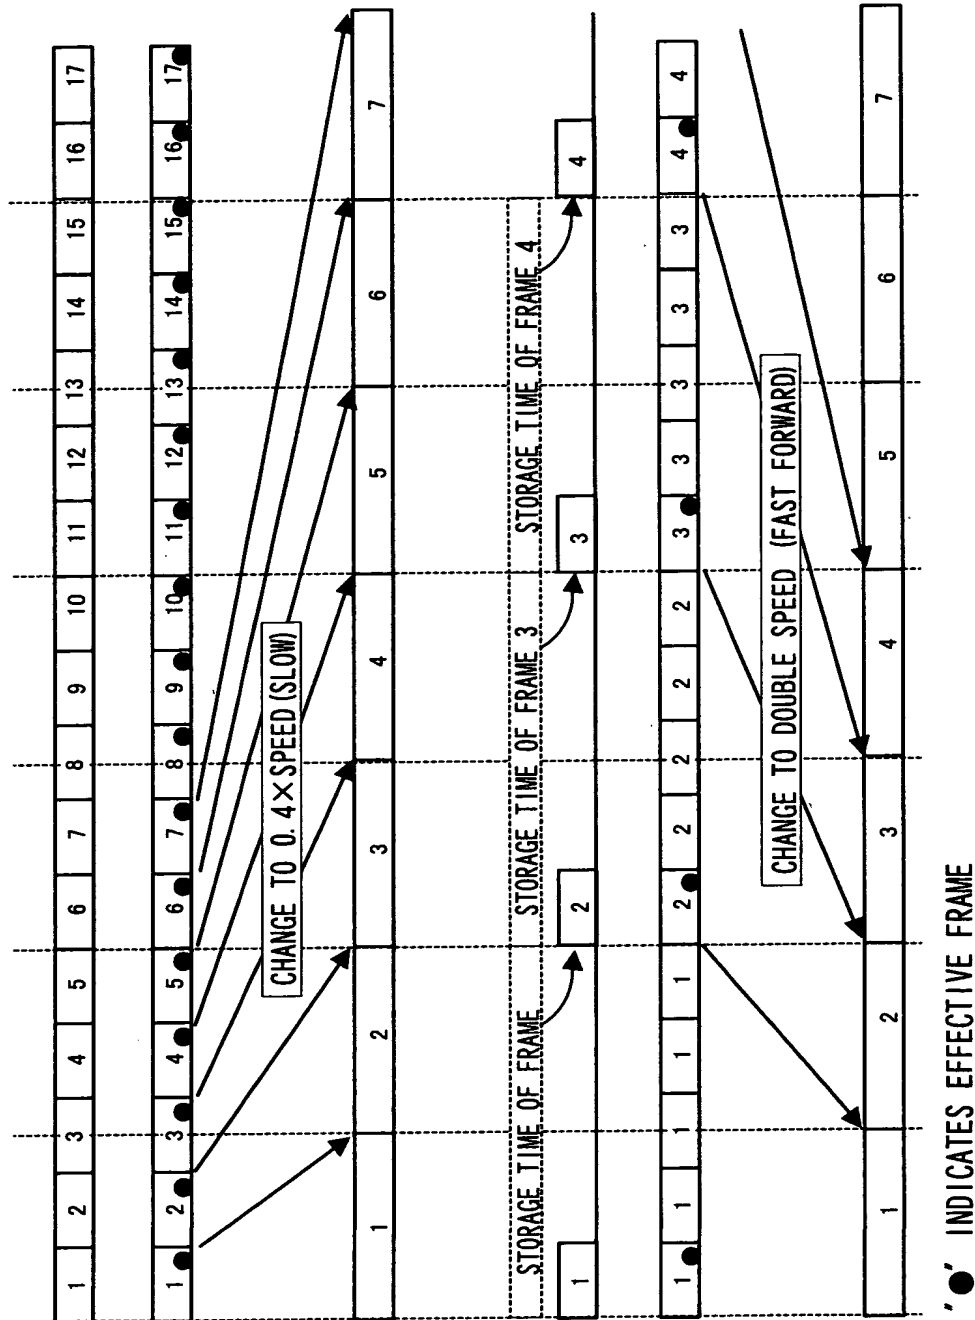 1 2 3 4 5 6 7 8 9 10 11 12 13 14 15 16 17
1 2 3 4 5 6 7 8 9 10 11 12 13 14 15 16 17
CHANGE TO 0.4×SPEED(SLOW)
1 2 3 4 5 6 7
STORAGE TIME OF FRAME STORAGE TIME OF FRAME 3 STORAGE TIME OF FRAME 4
1 2 3 4
1 1 1 1 1 2 2 2 2 2 3 3 3 3 3 4 4
CHANGE TO DOUBLE SPEED (FAST FORWARD)
1 2 3 4 5 6 7
"●" INDICATES EFFECTIVE FRAME